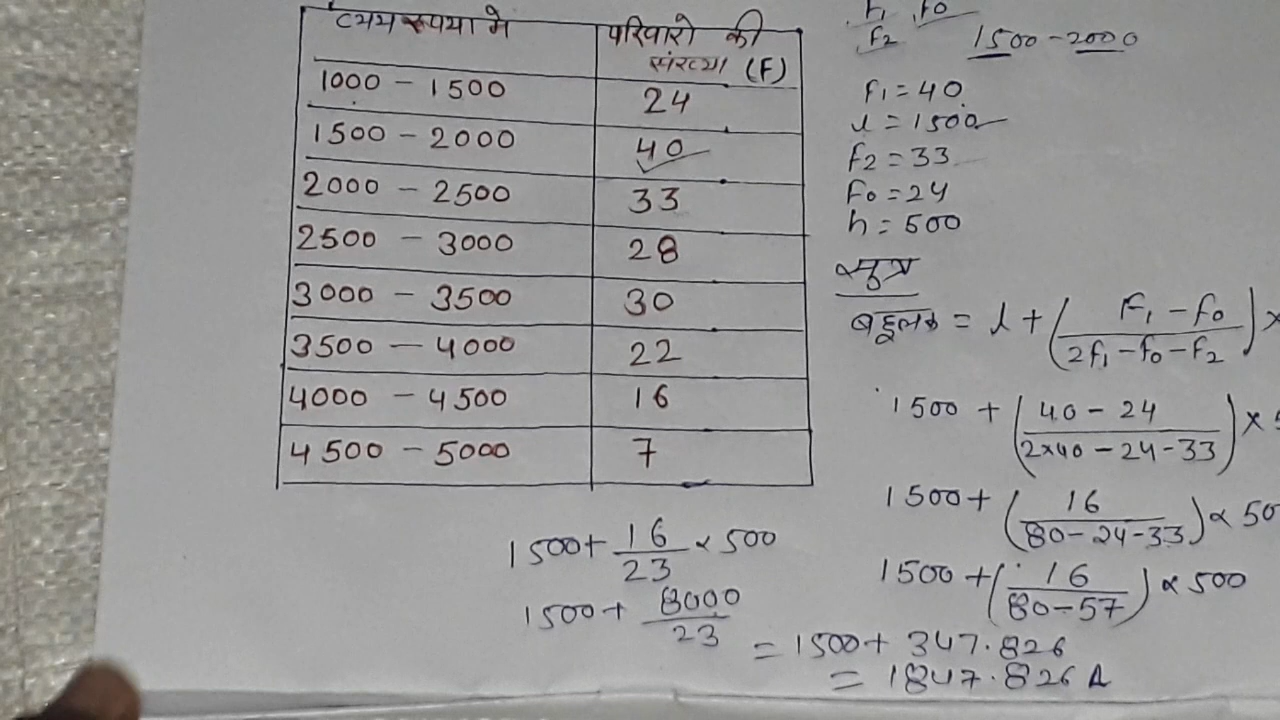 व्यय रूपया मे परिवारो की
संख्या (F)
1000 - 1500 24
1500 - 2000 40
2000 - 2500 33
2500 - 3000 28
3000 - 3500 30
3500 - 4000 22
4000 - 4500 16
4500 - 5000 7
1500 + 16/23 × 500
1500 + 8000/23
= 1500 + 347.826
= 1847.826 A
F1 F0
F2 1500-2000
F1 = 40
l = 1500
F2 = 33
F0 = 24
h = 500
सूत्र
बहूलक = l + (F1 - f0 / 2f1 - f0 - F2) ×
1500 + (40 - 24 / 2×40 - 24 - 33) × 5
1500 + (16 / 80 - 24 - 33) × 50
1500 + (16 / 80 - 57) × 500